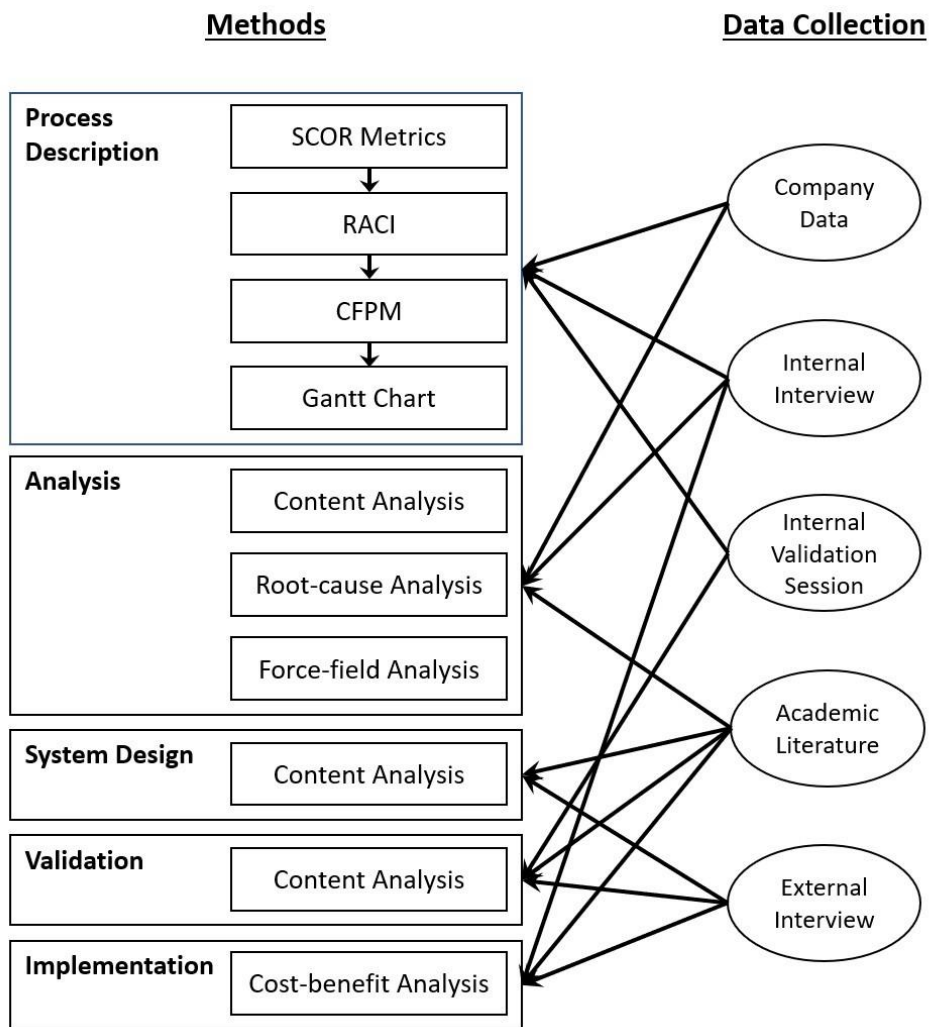 Methods
Data Collection
Process
Description
SCOR Metrics
RACI
CFPM
Gantt Chart
Analysis
Content Analysis
Root-cause Analysis
Force-field Analysis
System Design
Content Analysis
Validation
Content Analysis
Implementation
Cost-benefit Analysis
Company
Data
Internal
Interview
Internal
Validation
Session
Academic
Literature
External
Interview